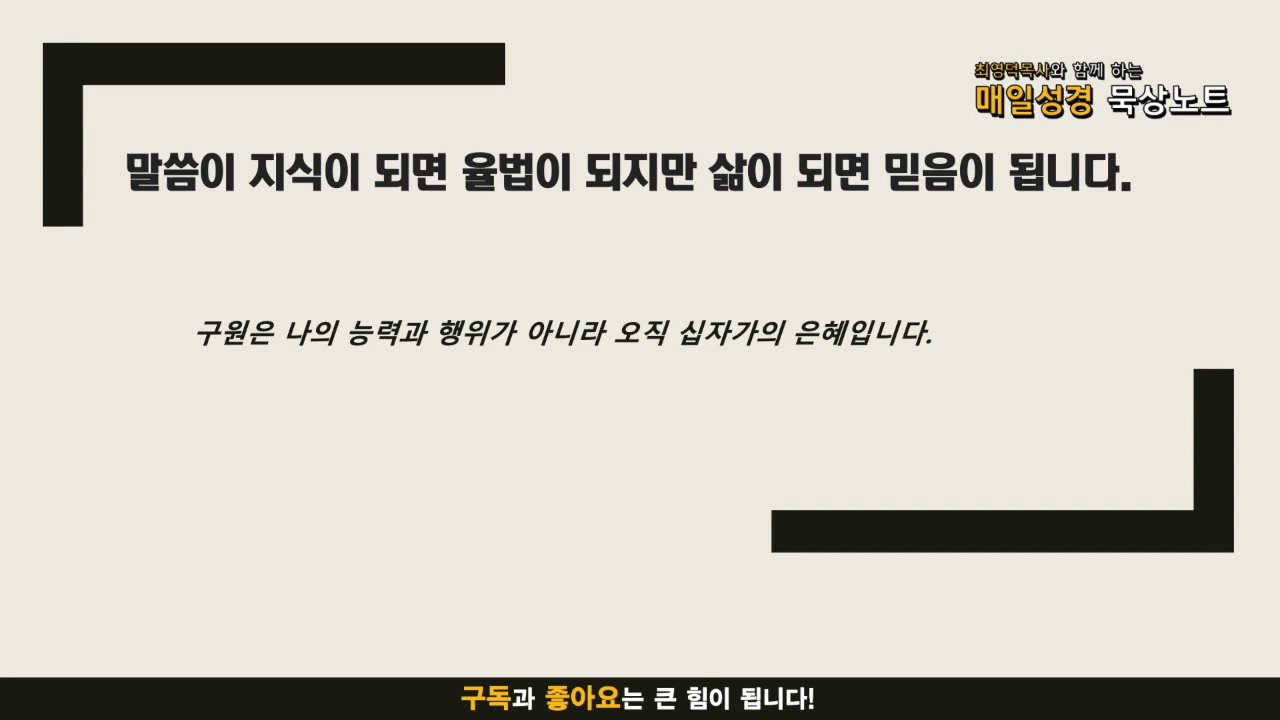 최영덕목사와 함께 하는
매일성경 묵상노트
말씀이 지식이 되면 율법이 되지만 삶이 되면 믿음이 됩니다.
구원은 나의 능력과 행위가 아니라 오직 십자가의 은혜입니다.
구독과 좋아요는 큰 힘이 됩니다!